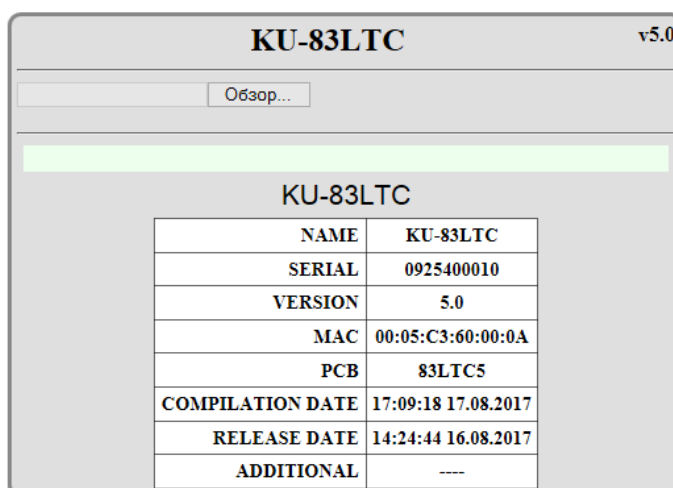 KU-83LTC v5.0
Обзор...
KU-83LTC
NAME KU-83LTC
SERIAL 0925400010
VERSION 5.0
MAC 00:05:C3:60:00:0A
PCB 83LTC5
COMPILATION DATE 17:09:18 17.08.2017
RELEASE DATE 14:24:44 16.08.2017
ADDITIONAL ----